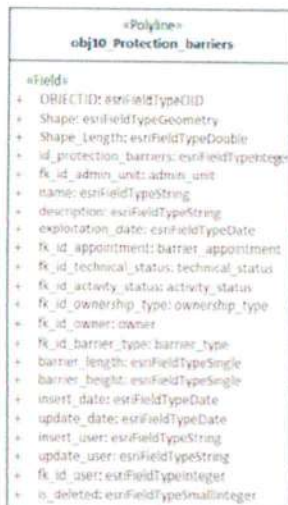 «Polyline»
obj10_Protection_barriers
«Field»
+ OBJECTID: esriFieldTypeOID
+ Shape: esriFieldTypeGeometry
+ Shape_Length: esriFieldTypeDouble
+ id_protection_barriers: esriFieldTypeInteger
+ fk_id_admin_unit: admin_unit
+ name: esriFieldTypeString
+ description: esriFieldTypeString
+ exploitation_date: esriFieldTypeDate
+ fk_id_appointment: barrier_appointment
+ fk_id_technical_status: technical_status
+ fk_id_activity_status: activity_status
+ fk_id_ownership_type: ownership_type
+ fk_id_owner: owner
+ fk_id_barrier_type: barrier_type
+ barrier_length: esriFieldTypeSingle
+ barrier_height: esriFieldTypeSingle
+ insert_date: esriFieldTypeDate
+ update_date: esriFieldTypeDate
+ insert_user: esriFieldTypeString
+ update_user: esriFieldTypeString
+ fk_id_user: esriFieldTypeInteger
+ is_deleted: esriFieldTypeSmallInteger